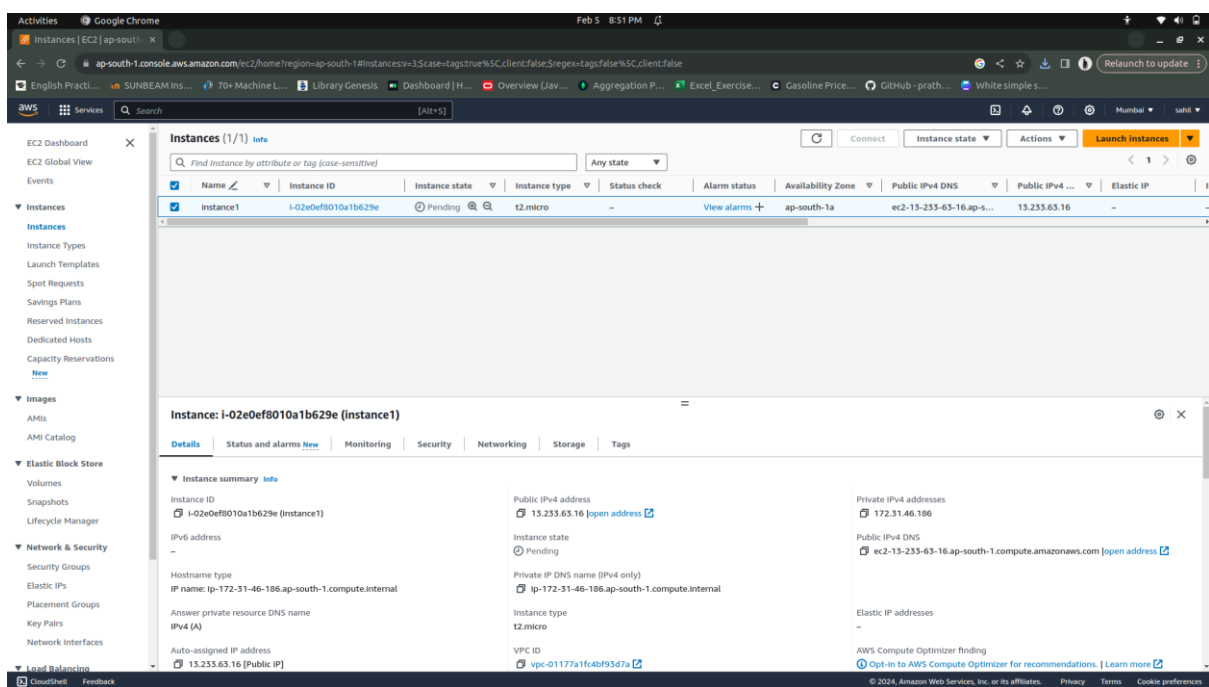 Activities Google Chrome Feb 5 8:51 PM
Instances | EC2 | ap-south
ap-south-1.console.aws.amazon.com/ec2/home?region=ap-south-1#Instances:v=3;$case=tags:true%5C,client:false;$regex=tags:false%5C,client:false Relaunch to update
English Practi... SUNBEAM Ins... 70+ Machine L... Library Genesis Dashboard | H... Overview (Jav... Aggregation P... Excel_Exercise... Gasoline Price... GitHub - prath... White simple s...
aws Services Search [Alt+S] Mumbai sahil
EC2 Dashboard
EC2 Global View
Events
Instances
Instances
Instance Types
Launch Templates
Spot Requests
Savings Plans
Reserved Instances
Dedicated Hosts
Capacity Reservations
New
Images
AMIs
AMI Catalog
Elastic Block Store
Volumes
Snapshots
Lifecycle Manager
Network & Security
Security Groups
Elastic IPs
Placement Groups
Key Pairs
Network Interfaces
Load Balancing
Instances (1/1) Info Connect Instance state Actions Launch instances
Find Instance by attribute or tag (case-sensitive) Any state 1
Name Instance ID Instance state Instance type Status check Alarm status Availability Zone Public IPv4 DNS Public IPv4 ... Elastic IP
instance1 i-02e0ef8010a1b629e Pending t2.micro – View alarms + ap-south-1a ec2-13-233-63-16.ap-s... 13.233.63.16 –
Instance: i-02e0ef8010a1b629e (instance1)
Details Status and alarms New Monitoring Security Networking Storage Tags
Instance summary Info
Instance ID Public IPv4 address Private IPv4 addresses
i-02e0ef8010a1b629e (instance1) 13.233.63.16 |open address 172.31.46.186
IPv6 address Instance state Public IPv4 DNS
– Pending ec2-13-233-63-16.ap-south-1.compute.amazonaws.com |open address
Hostname type Private IP DNS name (IPv4 only)
IP name: ip-172-31-46-186.ap-south-1.compute.internal ip-172-31-46-186.ap-south-1.compute.internal
Answer private resource DNS name Instance type Elastic IP addresses
IPv4 (A) t2.micro –
Auto-assigned IP address VPC ID AWS Compute Optimizer finding
13.233.63.16 [Public IP] vpc-01177a1fc4bf93d7a Opt-in to AWS Compute Optimizer for recommendations. | Learn more
CloudShell Feedback © 2024, Amazon Web Services, Inc. or its affiliates. Privacy Terms Cookie preferences